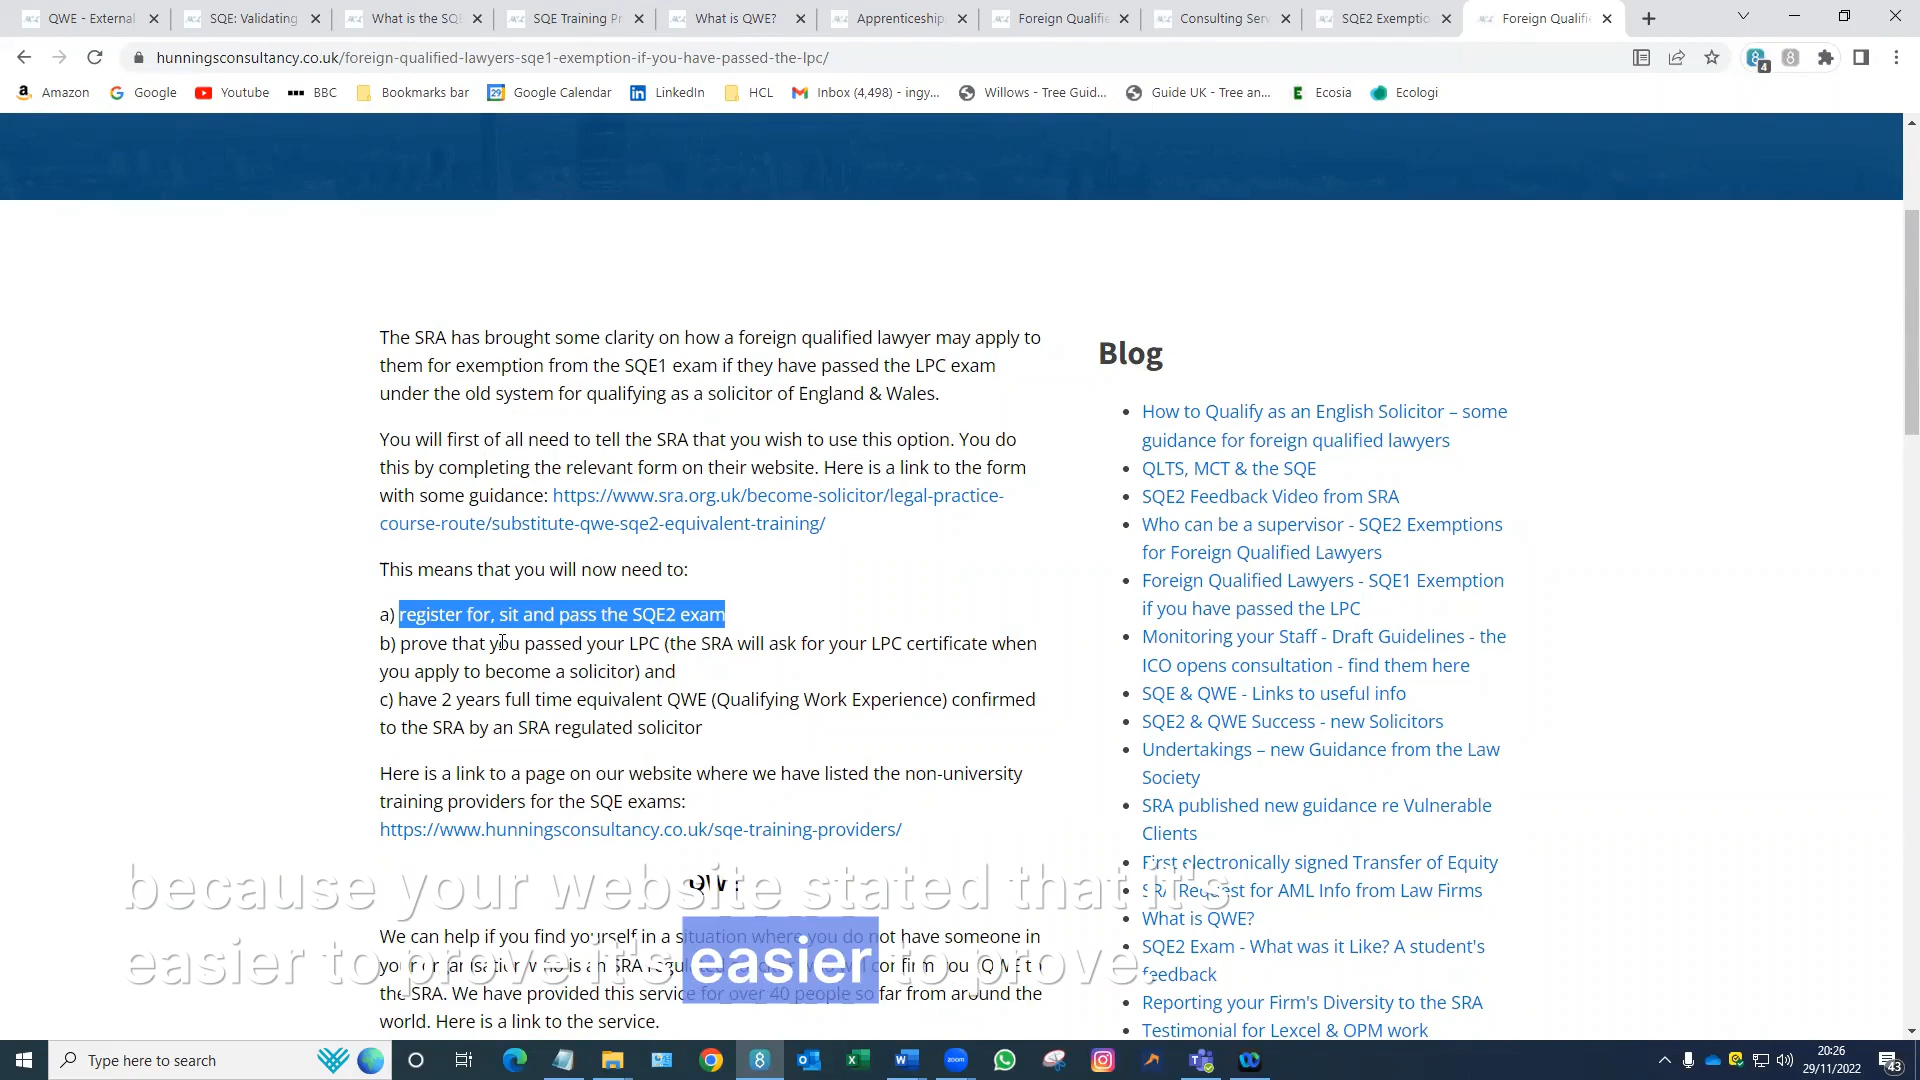 QWE - External
SQE: Validating
What is the SQE
SQE Training Pr
What is QWE?
Apprenticeship
Foreign Qualifi
Consulting Serv
SQE2 Exemptio
Foreign Qualifi
hunningsconsultancy.co.uk/foreign-qualified-lawyers-sqe1-exemption-if-you-have-passed-the-lpc/
4
Amazon
Google
Youtube
BBC
Bookmarks bar
Google Calendar
LinkedIn
HCL
Inbox (4,498) - ingy...
Willows - Tree Guid...
Guide UK - Tree an...
Ecosia
Ecologi
The SRA has brought some clarity on how a foreign qualified lawyer may apply to
them for exemption from the SQE1 exam if they have passed the LPC exam
under the old system for qualifying as a solicitor of England & Wales.
You will first of all need to tell the SRA that you wish to use this option. You do
this by completing the relevant form on their website. Here is a link to the form
with some guidance: https://www.sra.org.uk/become-solicitor/legal-practice-
course-route/substitute-qwe-sqe2-equivalent-training/
This means that you will now need to:
a) register for, sit and pass the SQE2 exam
b) prove that you passed your LPC (the SRA will ask for your LPC certificate when
you apply to become a solicitor) and
c) have 2 years full time equivalent QWE (Qualifying Work Experience) confirmed
to the SRA by an SRA regulated solicitor
Here is a link to a page on our website where we have listed the non-university
training providers for the SQE exams:
https://www.hunningsconsultancy.co.uk/sqe-training-providers/
QWE
We can help if you find yourself in a situation where you do not have someone in
your organisation who is an SRA regulated who will confirm your QWE to
the SRA. We have provided this service for over 40 people so far from around the
world. Here is a link to the service.
because your website stated that it's
easier to prove it's easier to prove.
Blog
How to Qualify as an English Solicitor – some
guidance for foreign qualified lawyers
QLTS, MCT & the SQE
SQE2 Feedback Video from SRA
Who can be a supervisor - SQE2 Exemptions
for Foreign Qualified Lawyers
Foreign Qualified Lawyers - SQE1 Exemption
if you have passed the LPC
Monitoring your Staff - Draft Guidelines - the
ICO opens consultation - find them here
SQE & QWE - Links to useful info
SQE2 & QWE Success - new Solicitors
Undertakings – new Guidance from the Law
Society
SRA published new guidance re Vulnerable
Clients
First electronically signed Transfer of Equity
SRA Request for AML Info from Law Firms
What is QWE?
SQE2 Exam - What was it Like? A student's
feedback
Reporting your Firm's Diversity to the SRA
Testimonial for Lexcel & OPM work
Type here to search
20:26
29/11/2022
43